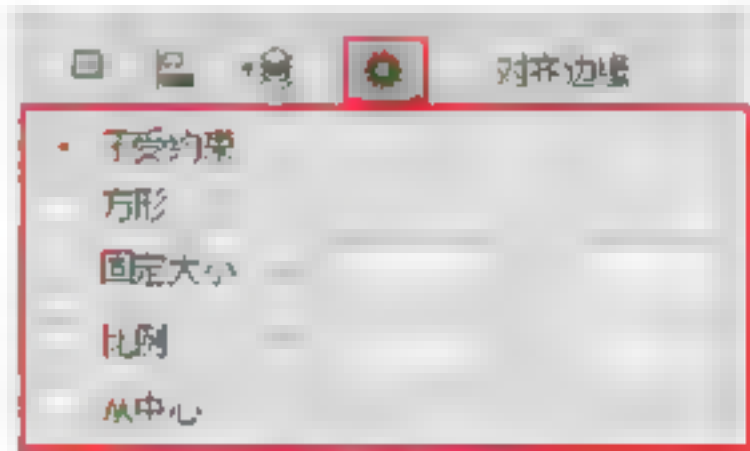 对齐边缘
不受约束
方形
固定大小
比例
从中心